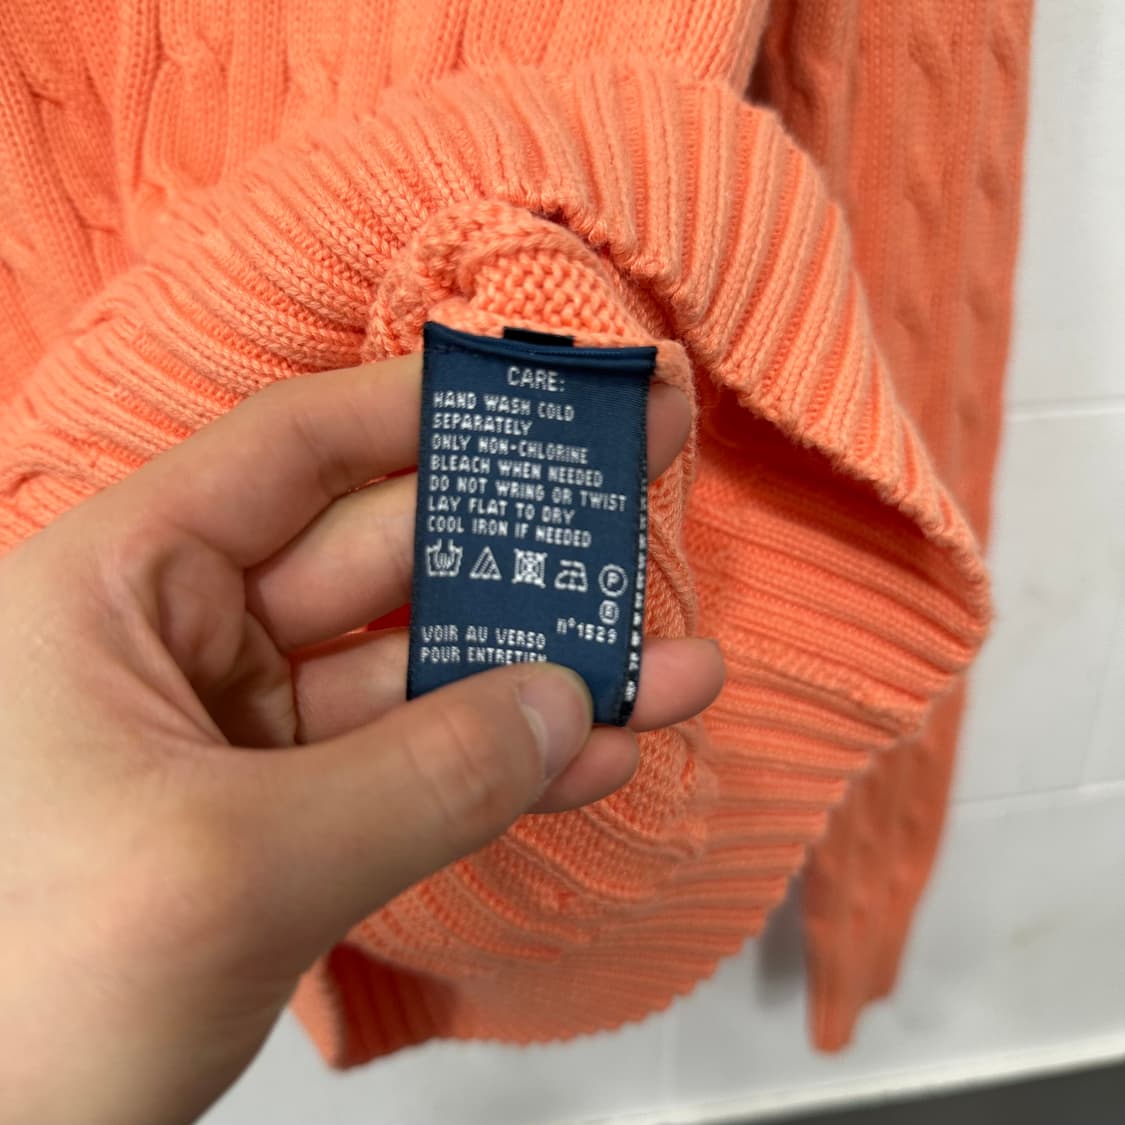 CARE:
HAND WASH COLD
SEPARATELY
ONLY NON-CHLORINE
BLEACH WHEN NEEDED
DO NOT WRING OR TWIST
LAY FLAT TO DRY
COOL IRON IF NEEDED
P
n°1529
VOIR AU VERSO
POUR ENTRETIEN